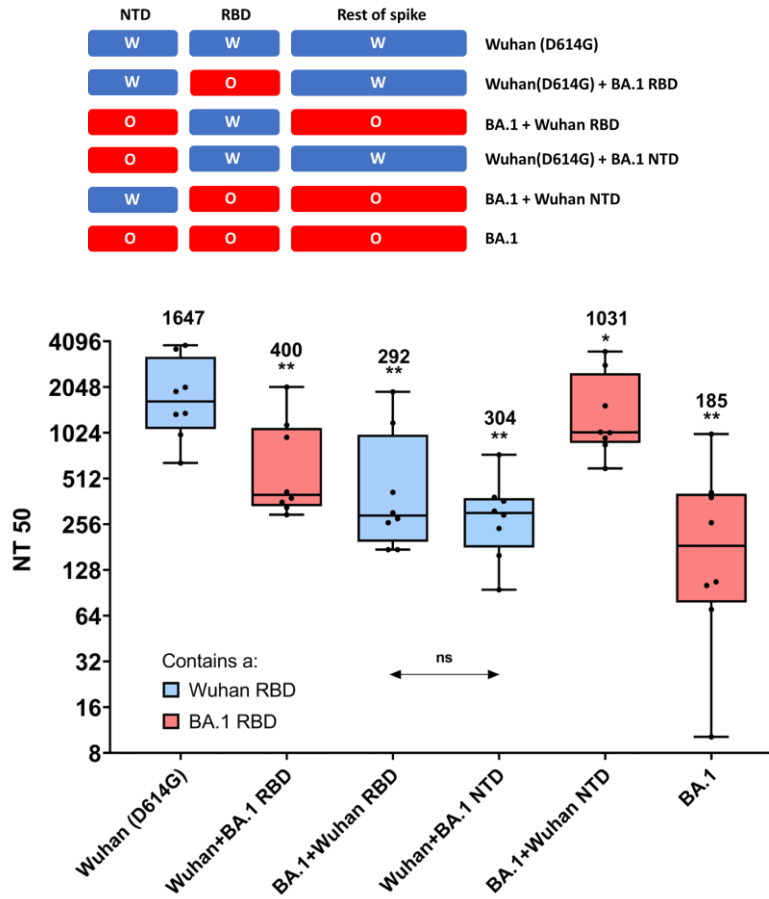 NTD RBD Rest of spike
W W W Wuhan (D614G)
W O W Wuhan(D614G) + BA.1 RBD
O W O BA.1 + Wuhan RBD
O W W Wuhan(D614G) + BA.1 NTD
W O O BA.1 + Wuhan NTD
O O O BA.1
1647
400
**
292
**
304
**
1031
*
185
**
NT 50
4096
2048
1024
512
256
128
64
32
16
8
ns
Contains a:
Wuhan RBD
BA.1 RBD
Wuhan (D614G)
Wuhan+BA.1 RBD
BA.1+Wuhan RBD
Wuhan+BA.1 NTD
BA.1+Wuhan NTD
BA.1